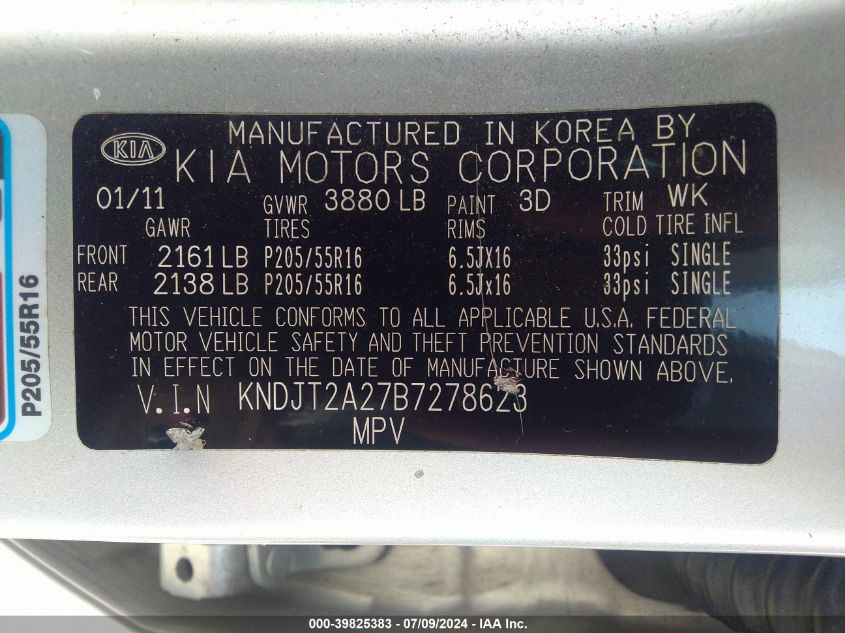 KIA
MANUFACTURED IN KOREA BY
KIA MOTORS CORPORATION
01/11 GVWR 3880 LB PAINT 3D TRIM WK
GAWR TIRES RIMS COLD TIRE INFL
FRONT 2161 LB P205/55R16 6.5JX16 33psi SINGLE
REAR 2138 LB P205/55R16 6.5Jx16 33psi SINGLE
THIS VEHICLE CONFORMS TO ALL APPLICABLE U.S.A. FEDERAL
MOTOR VEHICLE SAFETY AND THEFT PREVENTION STANDARDS
IN EFFECT ON THE DATE OF MANUFACTURE SHOWN ABOVE.
V.I.N KNDJT2A27B7278623
MPV
P205/55R16
000-39825383 - 07/09/2024 - IAA Inc.